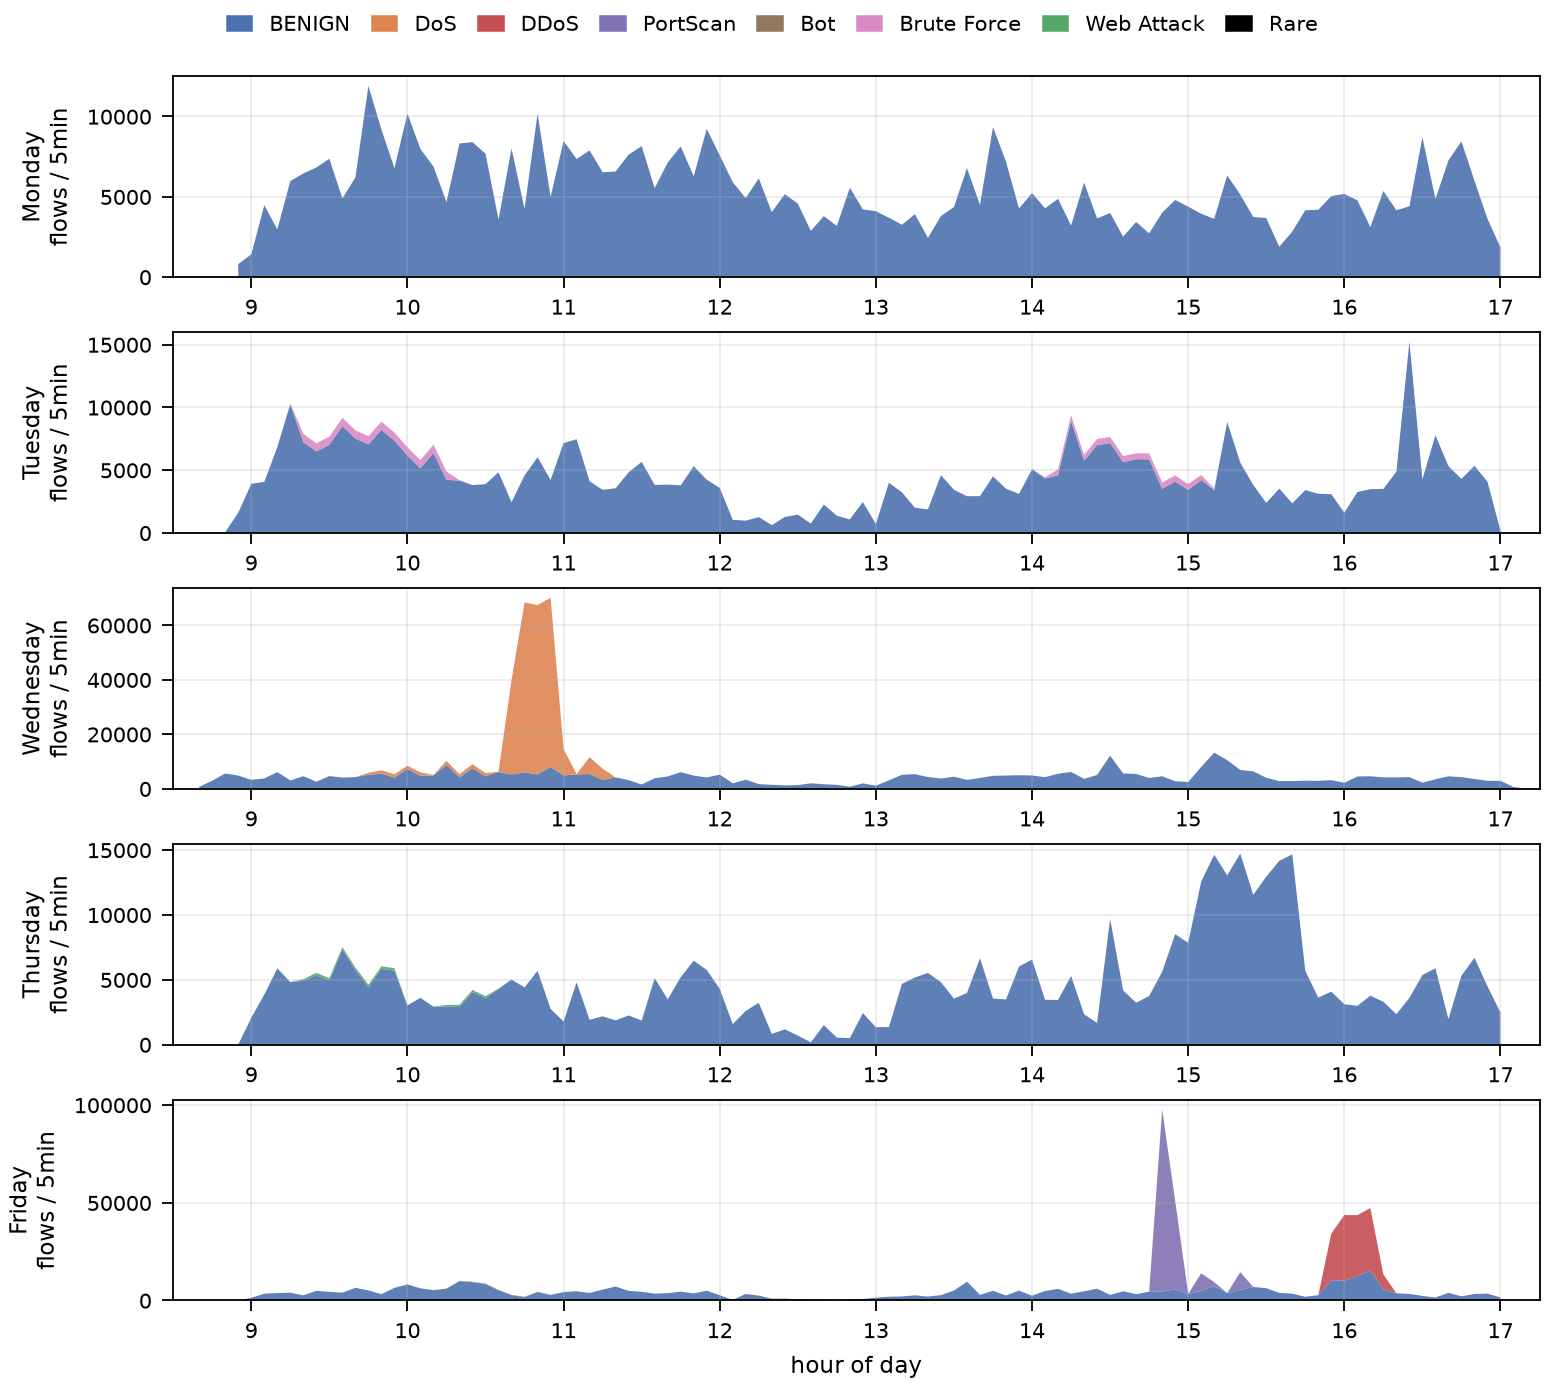 BENIGN DoS DDoS PortScan Bot Brute Force Web Attack Rare
Monday
flows / 5min
10000
5000
0
9 10 11 12 13 14 15 16 17
Tuesday
flows / 5min
15000
10000
5000
0
9 10 11 12 13 14 15 16 17
Wednesday
flows / 5min
60000
40000
20000
0
9 10 11 12 13 14 15 16 17
Thursday
flows / 5min
15000
10000
5000
0
9 10 11 12 13 14 15 16 17
Friday
flows / 5min
100000
50000
0
9 10 11 12 13 14 15 16 17
hour of day